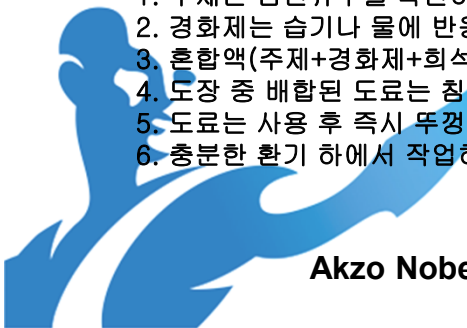 2. 경화제는 습기나 물에 반응
3. 혼합액(주제+경화제+희석
4. 도장 중 배합된 도료는 침
5. 도료는 사용 후 즉시 뚜껑
6. 충분한 환기 하에서 작업하
Akzo Nobe